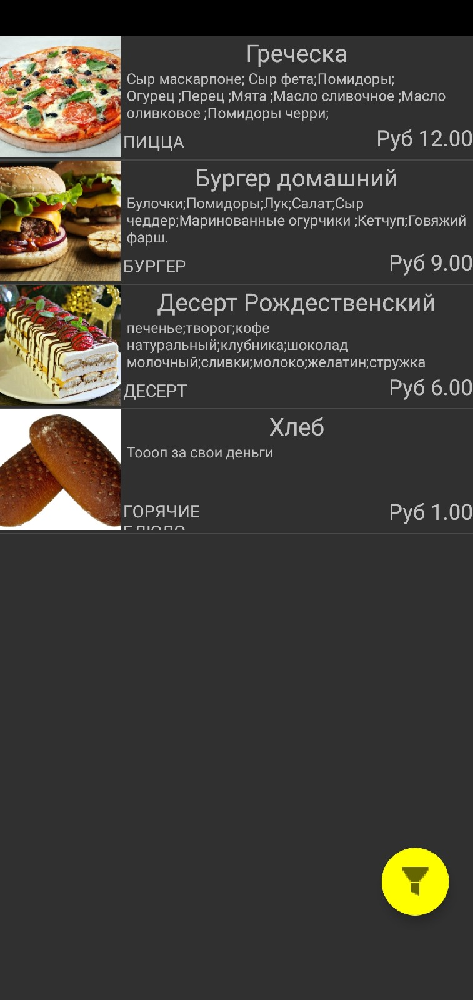 Греческа
Сыр маскарпоне; Сыр фета;Помидоры;
Огурец ;Перец ;Мята ;Масло сливочное ;Масло
оливковое ;Помидоры черри;
ПИЦЦА
Руб 12.00
Бургер домашний
Булочки;Помидоры;Лук;Салат;Сыр
чеддер;Маринованные огурчики ;Кетчуп;Говяжий
фарш.
БУРГЕР
Руб 9.00
Десерт Рождественский
печенье;творог;кофе
натуральный;клубника;шоколад
молочный;сливки;молоко;желатин;стружка
ДЕСЕРТ
Руб 6.00
Хлеб
Тоооп за свои деньги
ГОРЯЧИЕ
Руб 1.00